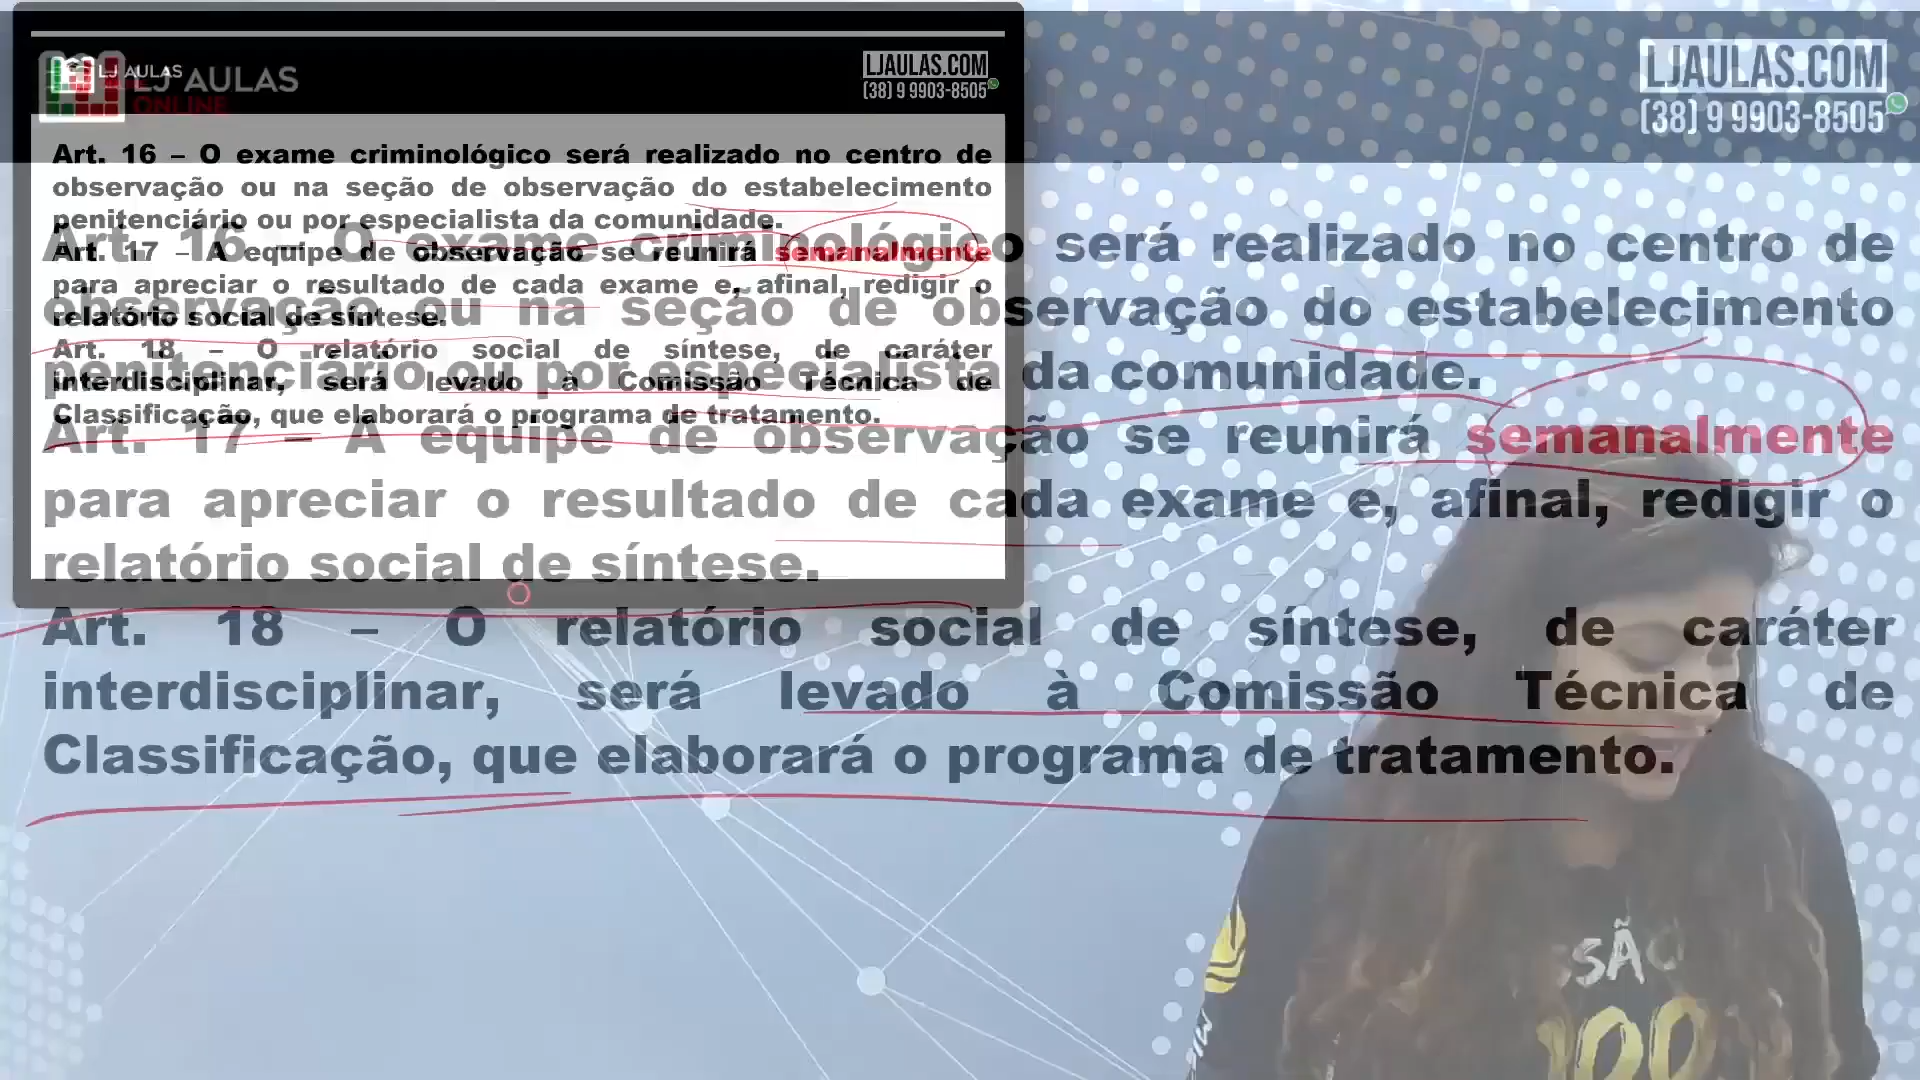 LJ AULAS
LJAULAS.COM
(38) 9 9903-8505
Art. 16 – O exame criminológico será realizado no centro de
observação ou na seção de observação do estabelecimento
penitenciário ou por especialista da comunidade.
Art. 17 – A equipe de observação se reunirá semanalmente
para apreciar o resultado de cada exame e, afinal, redigir o
relatório social de síntese.
Art. 18 – O relatório social de síntese, de caráter
interdisciplinar, será levado à Comissão Técnica de
Classificação, que elaborará o programa de tratamento.
LJ AULAS
ONLINE
LJAULAS.COM
(38) 9 9903-8505
Art. 16 – O exame criminológico será realizado no centro de
observação ou na seção de observação do estabelecimento
penitenciário ou por especialista da comunidade.
Art. 17 – A equipe de observação se reunirá semanalmente
para apreciar o resultado de cada exame e, afinal, redigir o
relatório social de síntese.
Art. 18 – O relatório social de síntese, de caráter
interdisciplinar, será levado à Comissão Técnica de
Classificação, que elaborará o programa de tratamento.